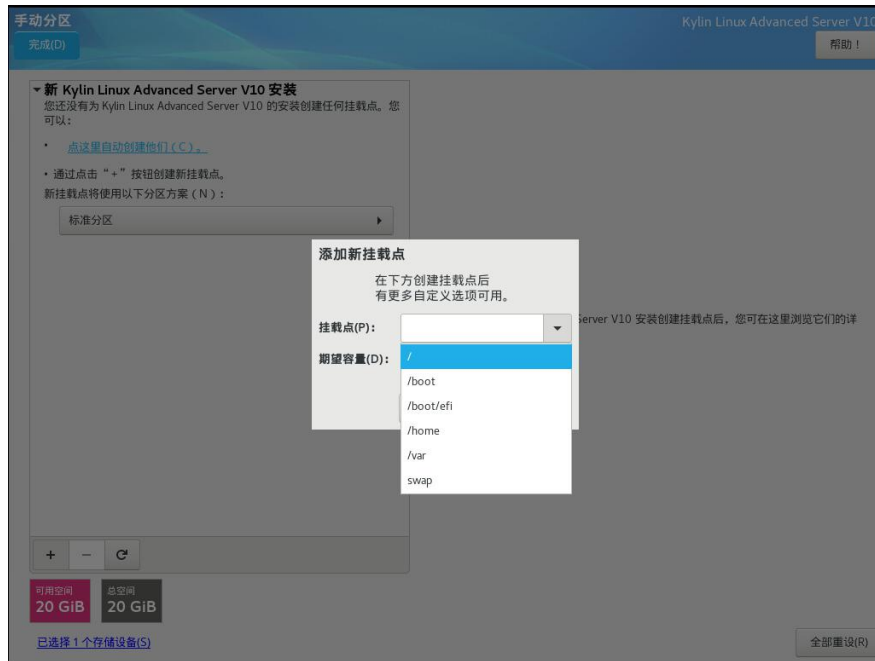 手动分区
Kylin Linux Advanced Server V10
完成(D)
帮助！
新 Kylin Linux Advanced Server V10 安装
您还没有为 Kylin Linux Advanced Server V10 的安装创建任何挂载点。您
可以：
• 点这里自动创建他们 ( C ) 。
• 通过点击“+”按钮创建新挂载点。
新挂载点将使用以下分区方案 ( N ) ：
标准分区
添加新挂载点
在下方创建挂载点后
有更多自定义选项可用。
挂载点(P)：
Server V10 安装创建挂载点后，您可在这里浏览它们的详
期望容量(D)：
/
/boot
/boot/efi
/home
/var
swap
+ −
可用空间
20 GiB
总空间
20 GiB
已选择 1 个存储设备(S)
全部重设(R)